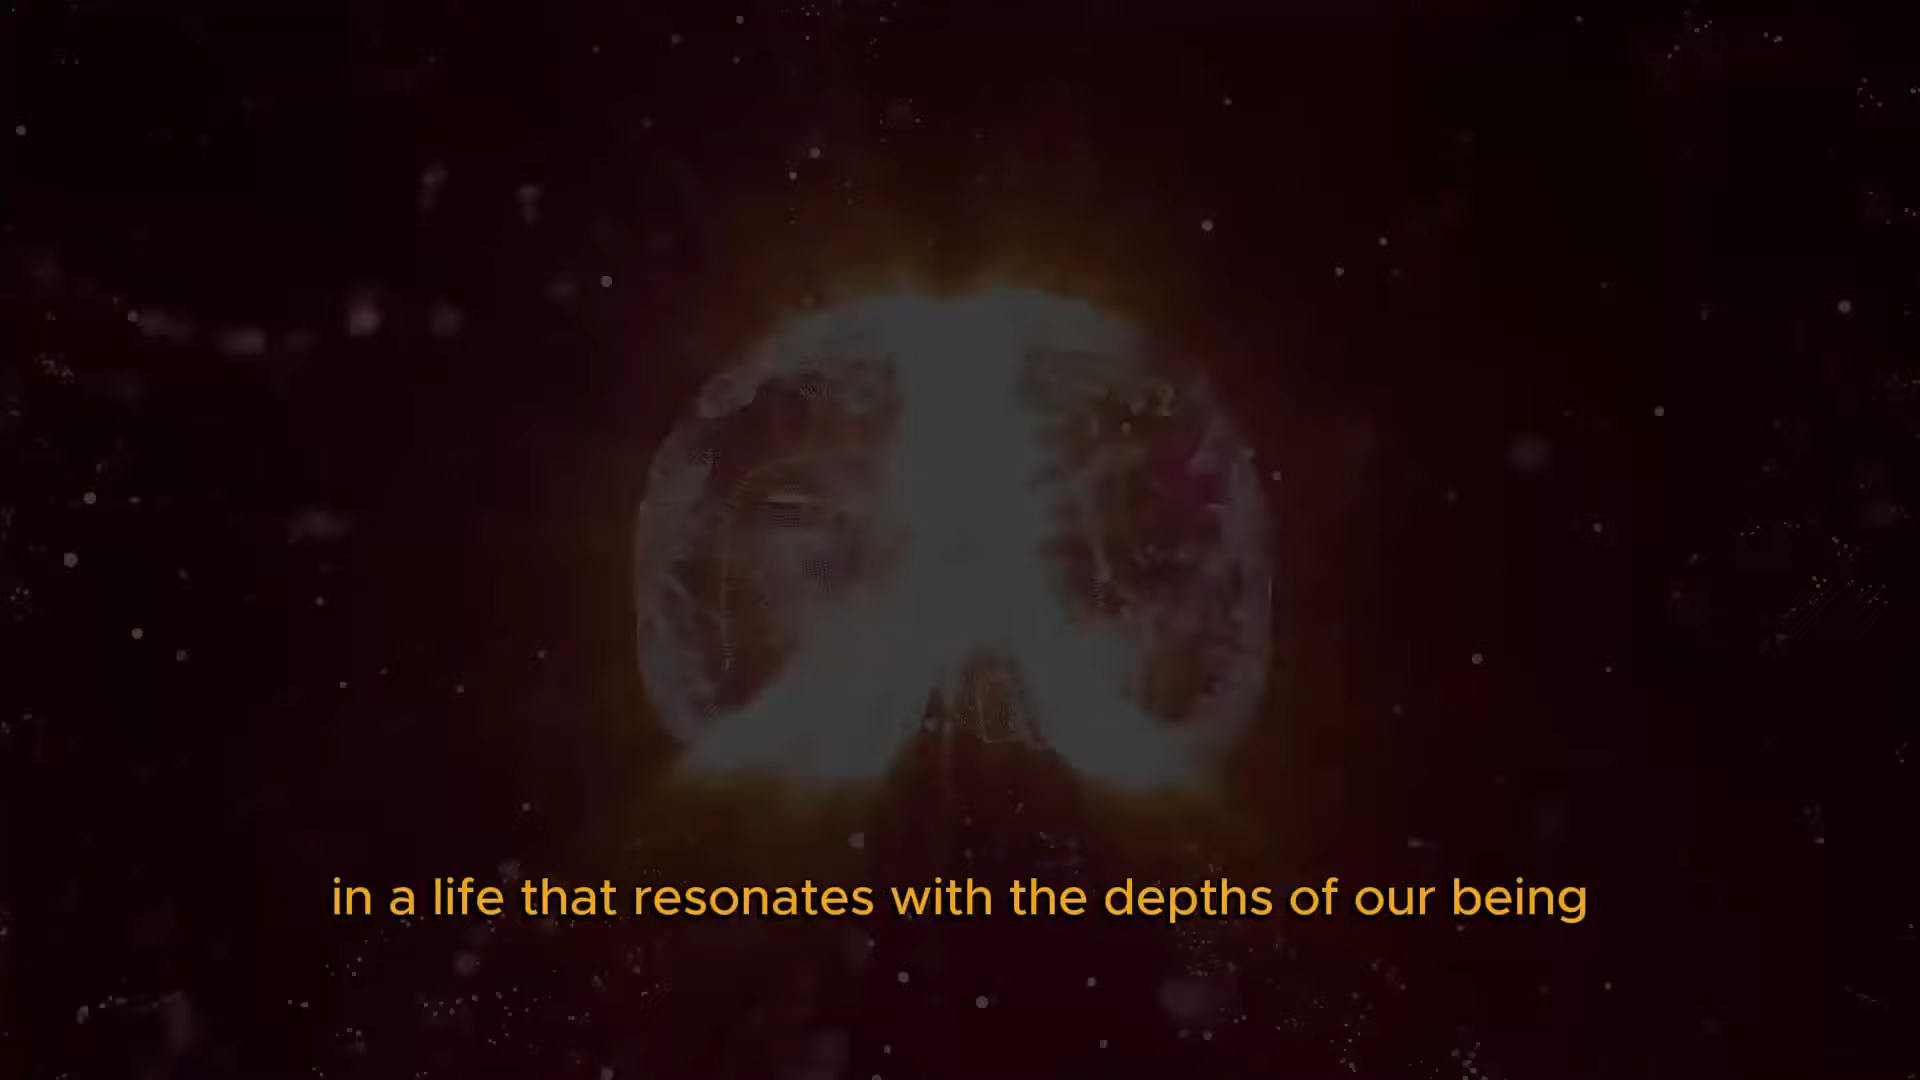 in a life that resonates with the depths of our being